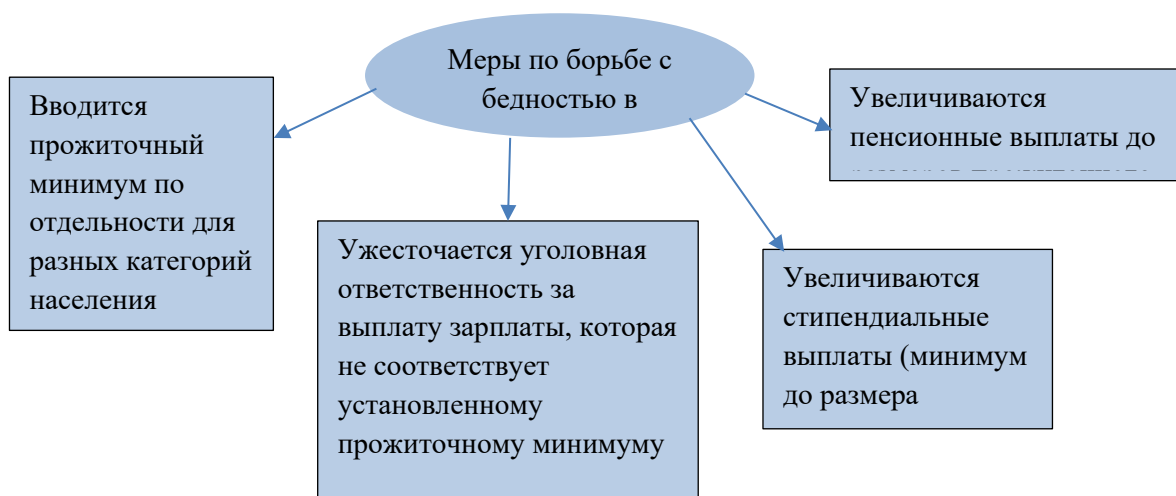 Меры по борьбе с
бедностью в
Вводится
прожиточный
минимум по
отдельности для
разных категорий
населения
Ужесточается уголовная
ответственность за
выплату зарплаты, которая
не соответствует
установленному
прожиточному минимуму
Увеличиваются
стипендиальные
выплаты (минимум
до размера
Увеличиваются
пенсионные выплаты до